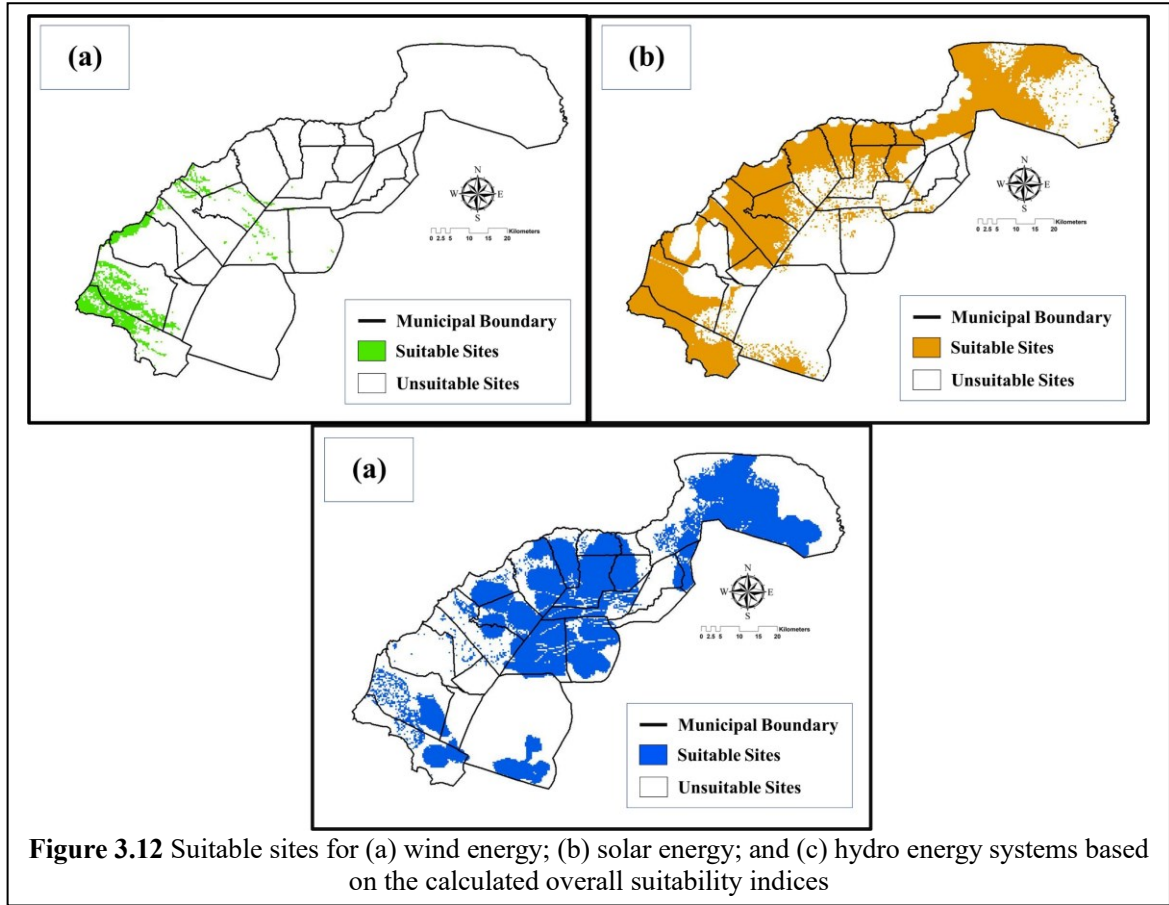 (a)
N
W E
S
0 2.5 5 10 15 20 Kilometers
Municipal Boundary
Suitable Sites
Unsuitable Sites
(b)
N
W E
S
0 2.5 5 10 15 20 Kilometers
Municipal Boundary
Suitable Sites
Unsuitable Sites
(a)
N
W E
S
0 2.5 5 10 15 20 Kilometers
Municipal Boundary
Suitable Sites
Unsuitable Sites
Figure 3.12 Suitable sites for (a) wind energy; (b) solar energy; and (c) hydro energy systems based
on the calculated overall suitability indices